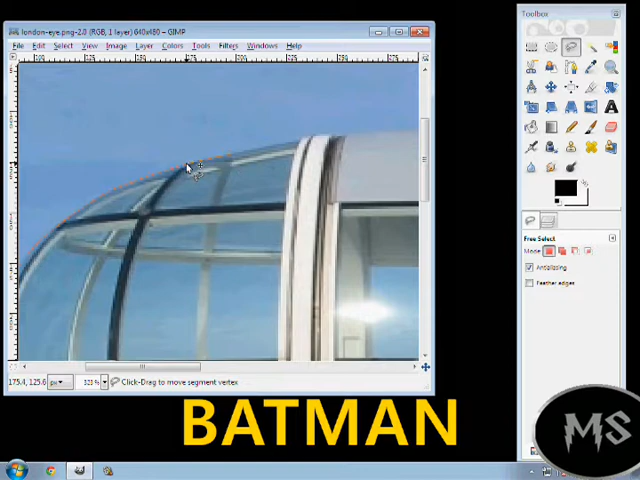 london-eye.png-2.0 (RGB, 1 layer) 640x480 – GIMP
File Edit Select View Image Layer Colors Tools Filters Windows Help
Toolbox
Free Select
Mode:
Antialiasing
Feather edges
175.4, 125.6 px 323 % Click-Drag to move segment vertex
BATMAN
MS